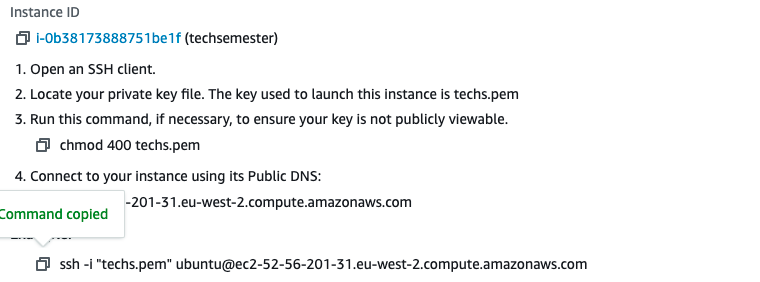 Instance ID
i-0b38173888751be1f (techsemester)
1. Open an SSH client.
2. Locate your private key file. The key used to launch this instance is techs.pem
3. Run this command, if necessary, to ensure your key is not publicly viewable.
chmod 400 techs.pem
4. Connect to your instance using its Public DNS:
-201-31.eu-west-2.compute.amazonaws.com
Command copied
ssh -i "techs.pem" ubuntu@ec2-52-56-201-31.eu-west-2.compute.amazonaws.com